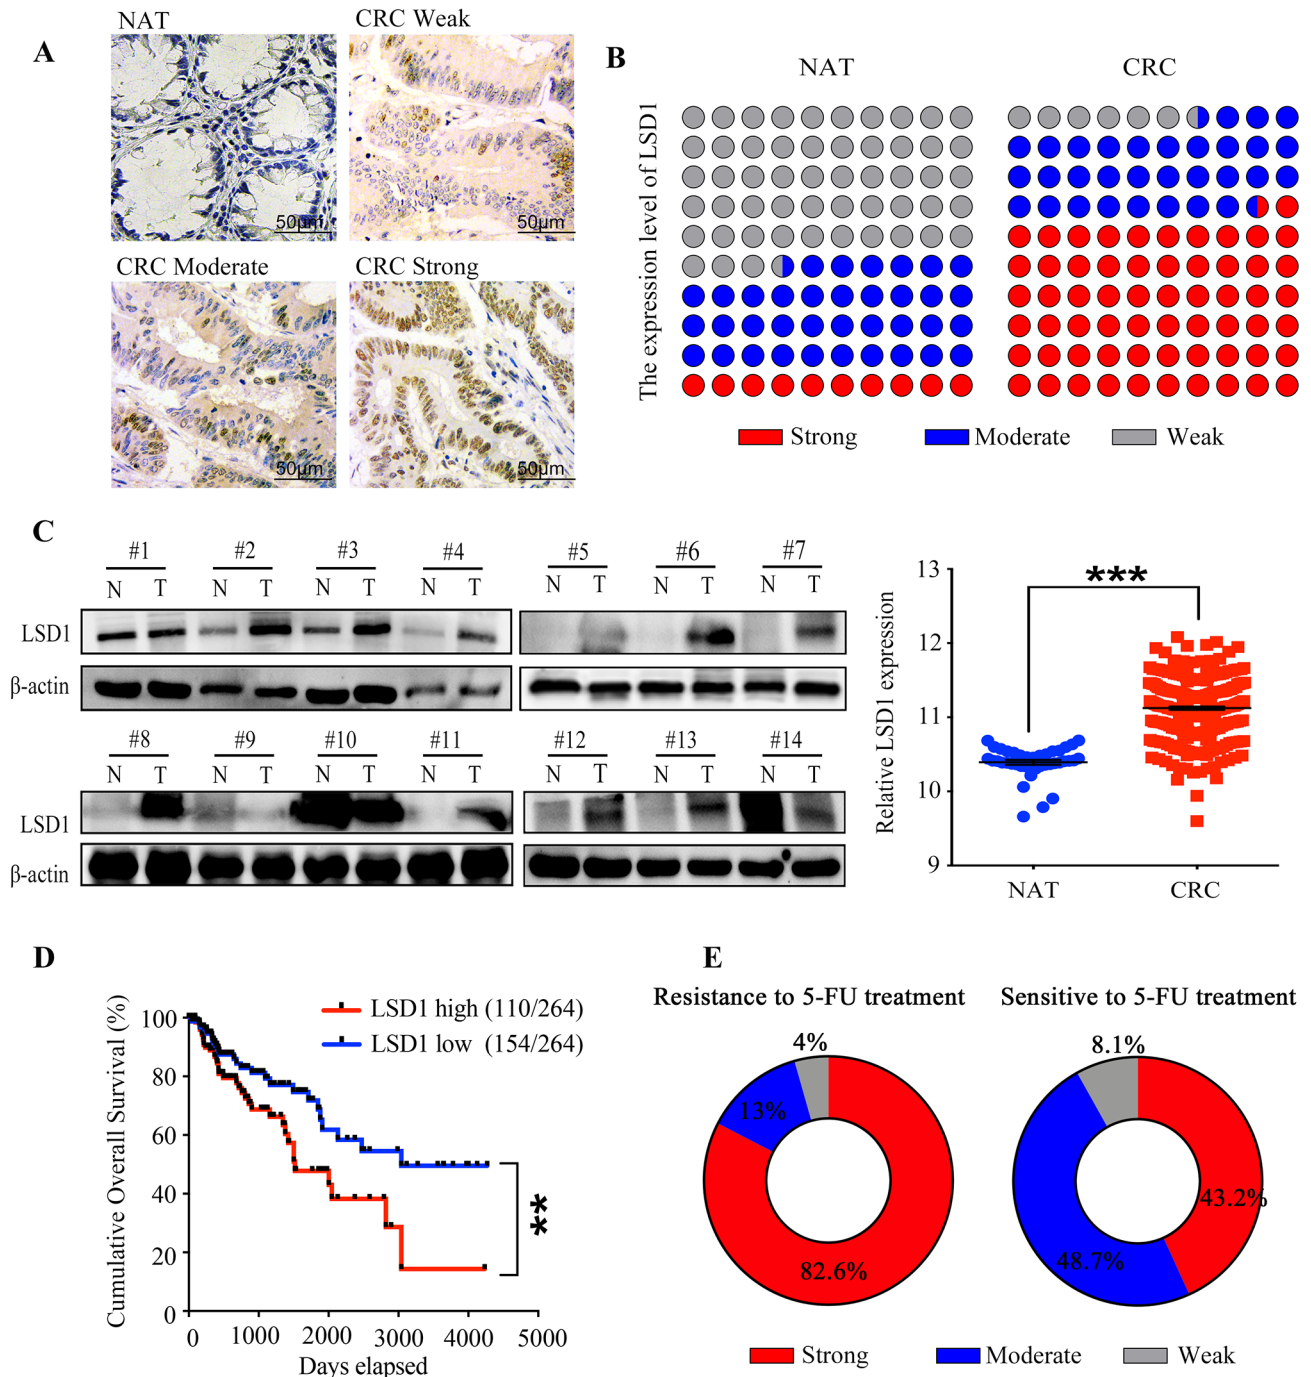 A
NAT
CRC Weak
50μm
50μm
CRC Moderate
CRC Strong
50μm
50μm
B
NAT
CRC
The expression level of LSD1
Strong
Moderate
Weak
C
#1
#2
#3
#4
#5
#6
#7
N T N T N T N T N T N T N T
LSD1
β-actin
#8
#9
#10
#11
#12
#13
#14
N T N T N T N T N T N T N T
LSD1
β-actin
Relative LSD1 expression
13
12
11
10
9
***
NAT
CRC
D
Cumulative Overall Survival (%)
100
80
60
40
20
0
LSD1 high (110/264)
LSD1 low (154/264)
**
0 1000 2000 3000 4000 5000
Days elapsed
E
Resistance to 5-FU treatment
4%
13%
82.6%
Sensitive to 5-FU treatment
8.1%
43.2%
48.7%
Strong
Moderate
Weak